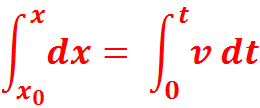 ∫_{x₀}^{x} dx = ∫_{0}^{t} v dt